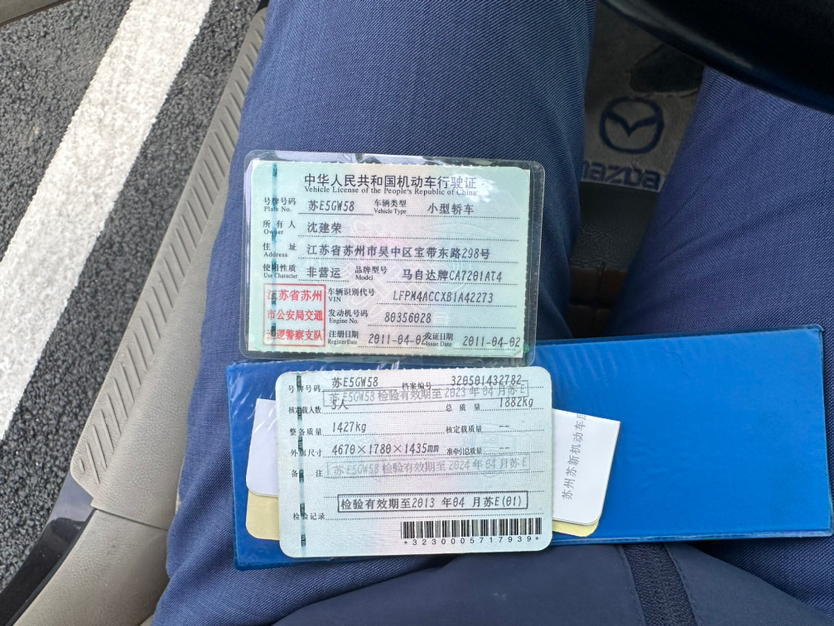 中华人民共和国机动车行驶证
Vehicle License of the People's Republic of China
号牌号码 苏E5GW58 车辆类型 小型轿车
Plate No. Vehicle Type
所有人 沈建荣
Owner
住址 江苏省苏州市吴中区宝带东路298号
Address
使用性质 非营运 品牌型号 马自达牌CA7201AT4
Use Character Model
江苏省苏州
市公安局交通
巡逻警察支队
车辆识别代号 LFPM4ACCXB1A42273
VIN
发动机号码 80356028
Engine No.
注册日期 2011-04-02 发证日期 2011-04-02
Register Date Issue Date
号牌号码 苏E5GW58 档案编号 320501432782
苏E5GW58 检验有效期至2023年04月苏E
核定载人数 5人 总质量 1882kg
整备质量 1427kg 核定载质量 --
外廓尺寸 4670×1780×1435mm 准牵引总质量 --
备注 苏E5GW58 检验有效期至2024年04月苏E
检验有效期至2013年04月苏E(01)
检验记录
*3230005717939*
苏州苏新机动车
mazda